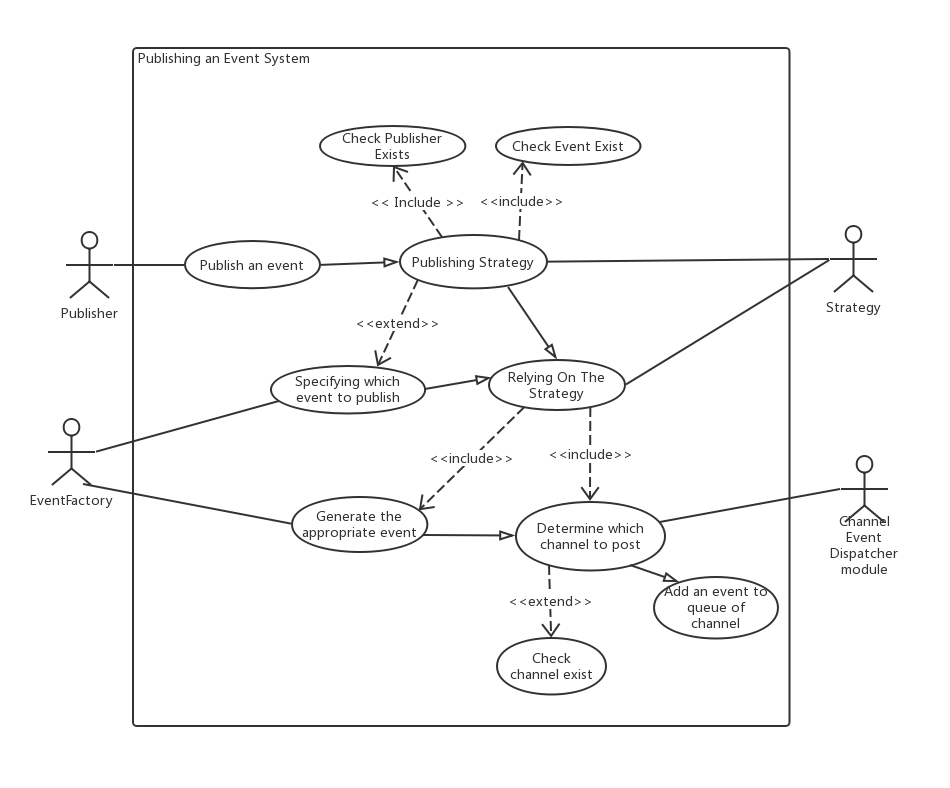 Publishing an Event System
Check Publisher
Exists
Check Event Exist
<< Include >>
<<include>>
Publish an event
Publishing Strategy
Publisher
Strategy
<<extend>>
Specifying which
event to publish
Relying On The
Strategy
<<include>>
<<include>>
EventFactory
Generate the
appropriate event
Determine which
channel to post
Channel
Event
Dispatcher
module
<<extend>>
Add an event to
queue of
channel
Check
channel exist